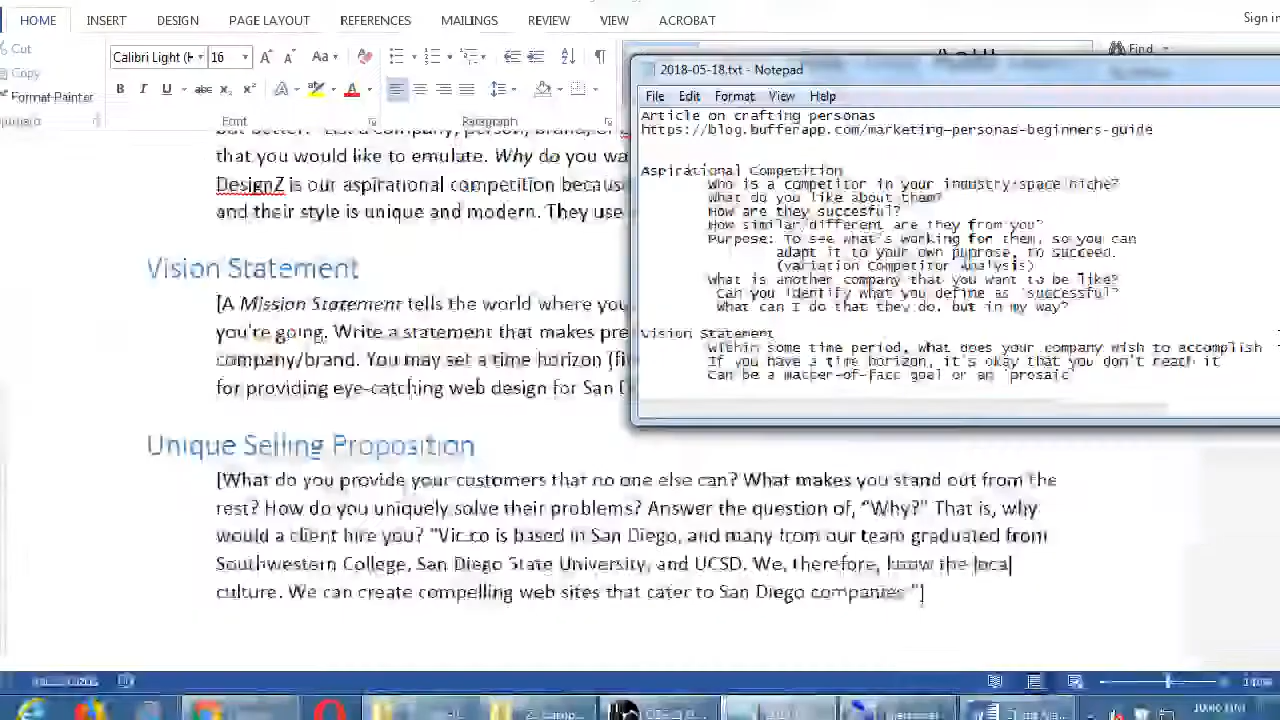 HOME INSERT DESIGN PAGE LAYOUT REFERENCES MAILINGS REVIEW VIEW ACROBAT Sign in
Cut
Copy
Format Painter
Calibri Light (H 16
Find
Font
Paragraph
2018-05-18.txt - Notepad
File Edit Format View Help
Article on crafting personas
https://blog.bufferapp.com/marketing-personas-beginners-guide
Aspirational Competition
Who is a competitor in your industry-space niche?
What do you like about them?
How are they succesful?
How similar/different are they from you?
Purpose: To see what's working for them, so you can
adapt it to your own puprose, to succeed.
(variation Competitor Analysis)
What is another company that you want to be like?
Can you identify what you define as 'successful'?
What can I do that they do, but in my way?
Vision Statement
Within some time period, what does your company wish to accomplish
If you have a time horizon, it's okay that you don't reach it
Can be a matter-of-fact goal or an 'prosaic'
that you would like to emulate. Why do you wa
DesignZ is our aspirational competition because
and their style is unique and modern. They use
Vision Statement
[A Mission Statement tells the world where you
you're going. Write a statement that makes pre
company/brand. You may set a time horizon (fi
for providing eye-catching web design for San D
Unique Selling Proposition
[What do you provide your customers that no one else can? What makes you stand out from the
rest? How do you uniquely solve their problems? Answer the question of, “Why?” That is, why
would a client hire you? "Vicco is based in San Diego, and many from our team graduated from
Southwestern College, San Diego State University, and UCSD. We, therefore, know the local
culture. We can create compelling web sites that cater to San Diego companies."]